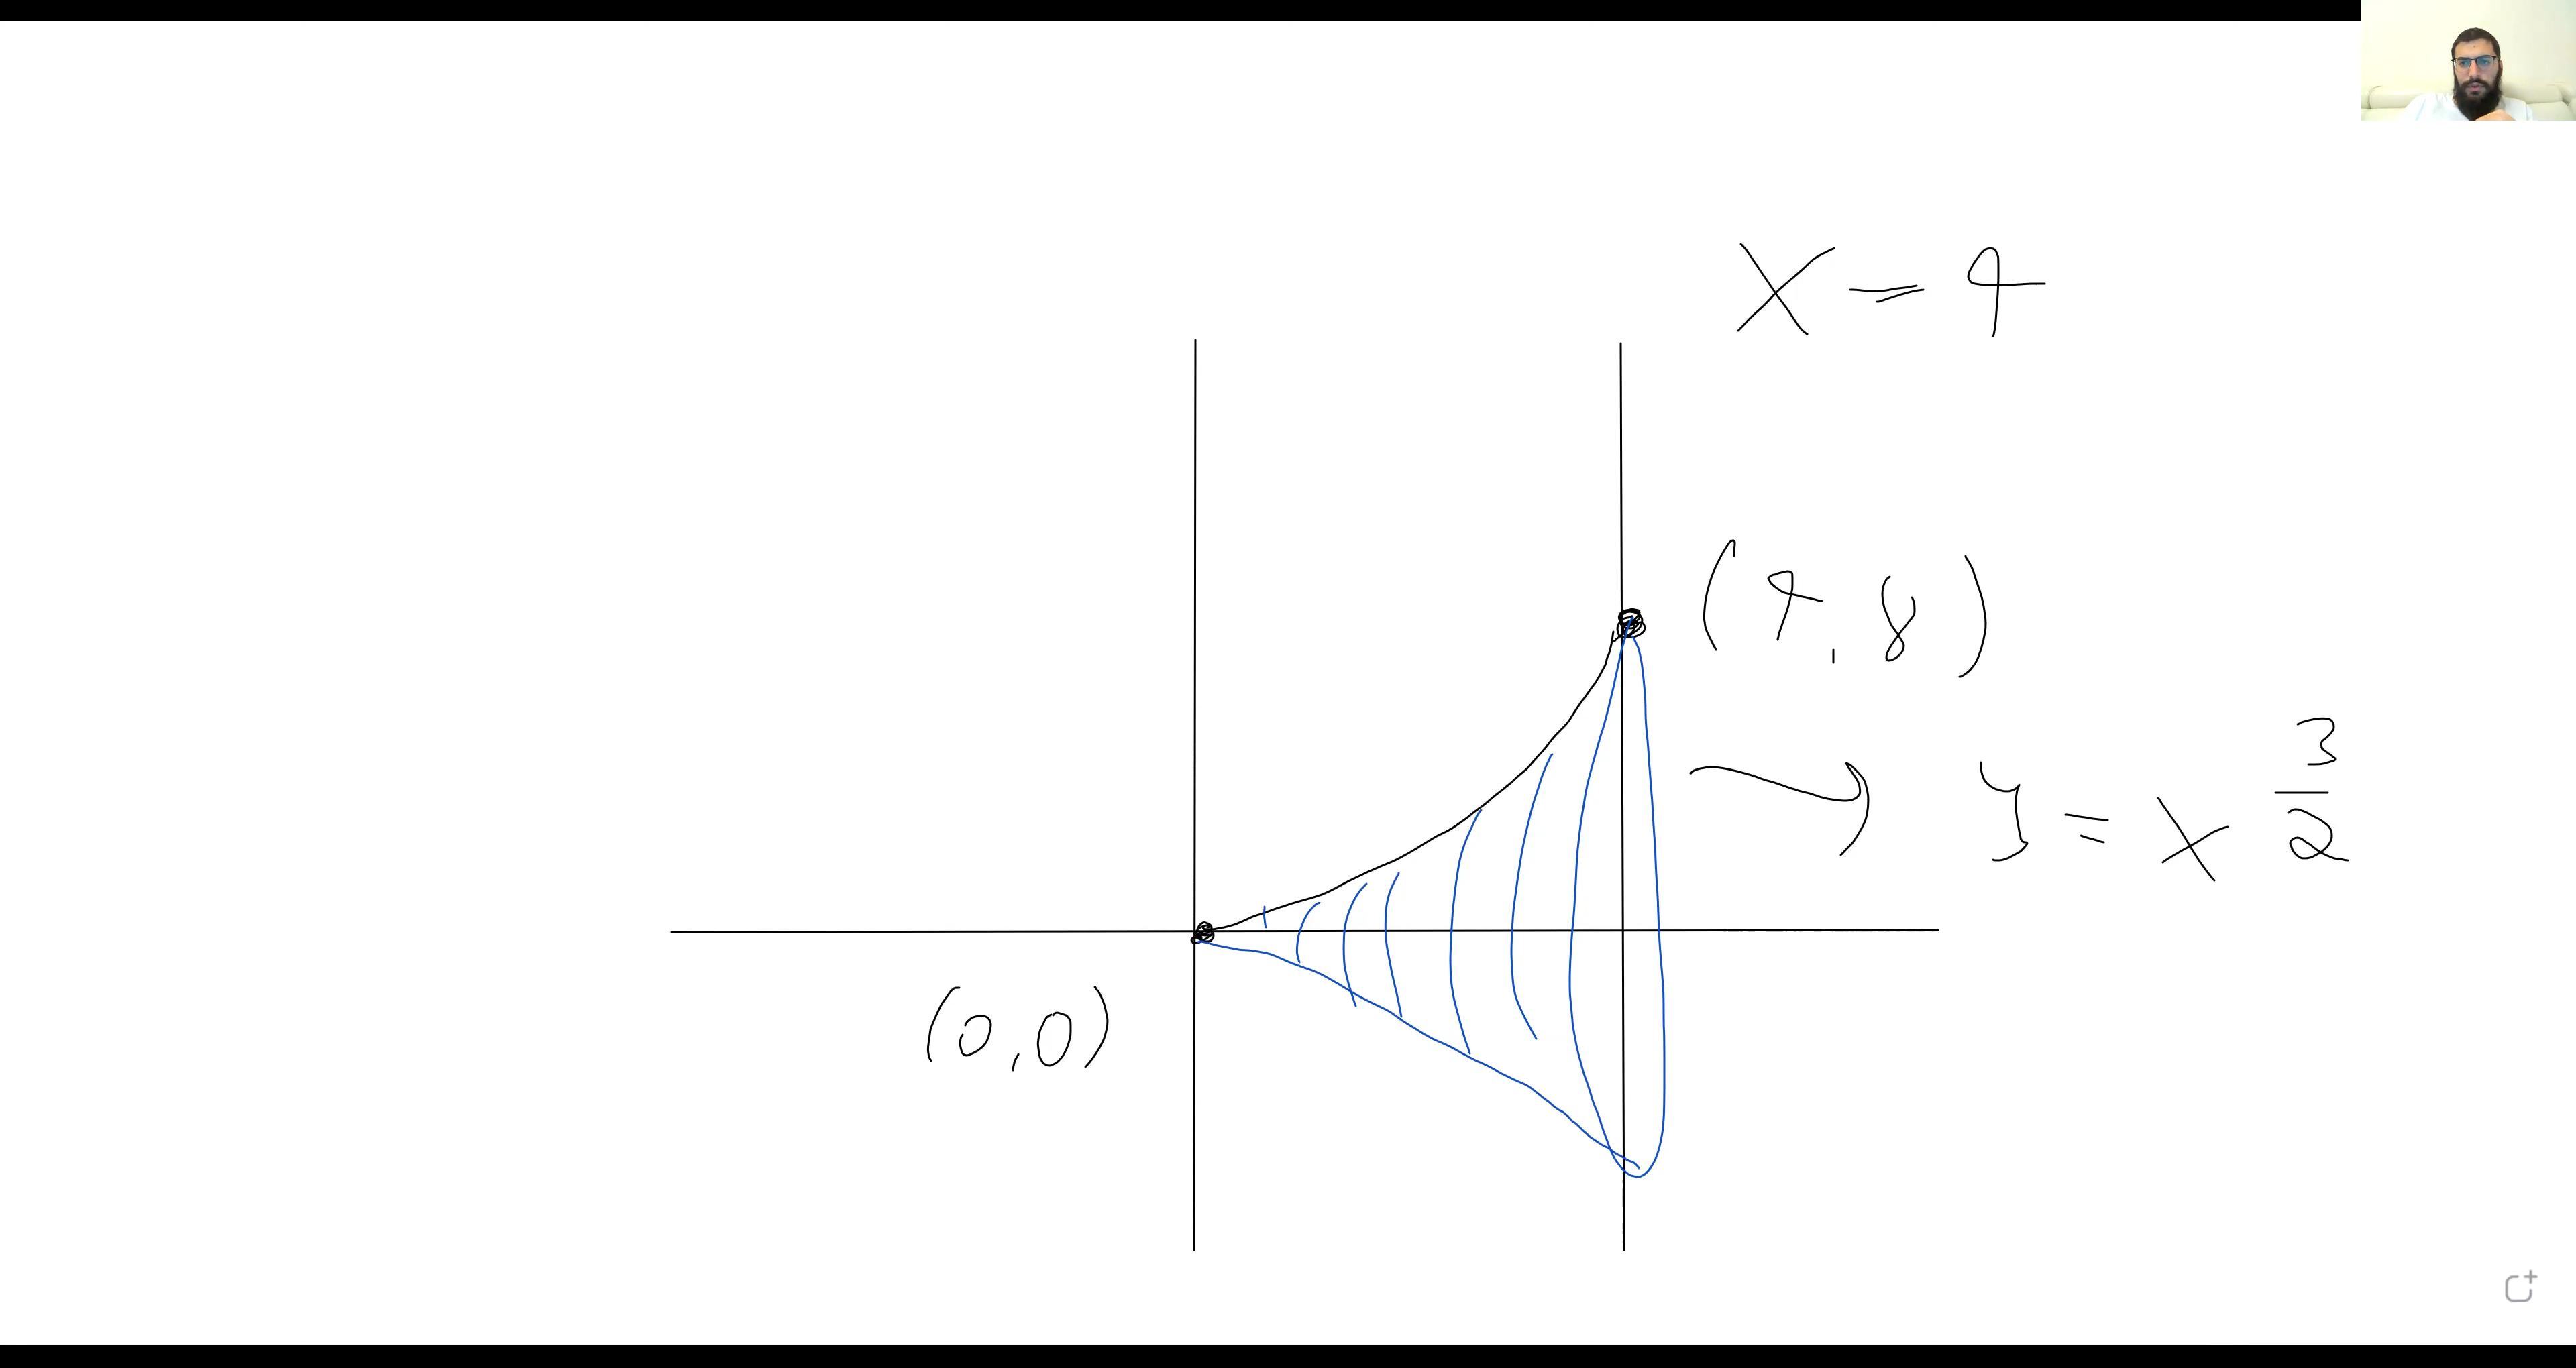 x = 4
(4, 8)
y = x^{3/2}
(0,0)